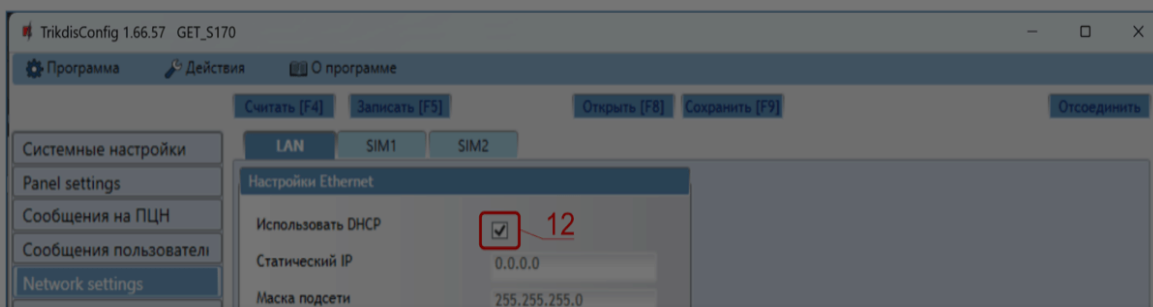 TrikdisConfig 1.66.57 GET_S170
Программа Действия О программе
Считать [F4] Записать [F5] Открыть [F8] Сохранить [F9] Отсоединить
LAN SIM1 SIM2
Системные настройки
Panel settings
Сообщения на ПЦН
Сообщения пользовател
Network settings
Настройки Ethernet
Использовать DHCP 12
Статический IP 0.0.0.0
Маска подсети 255.255.255.0